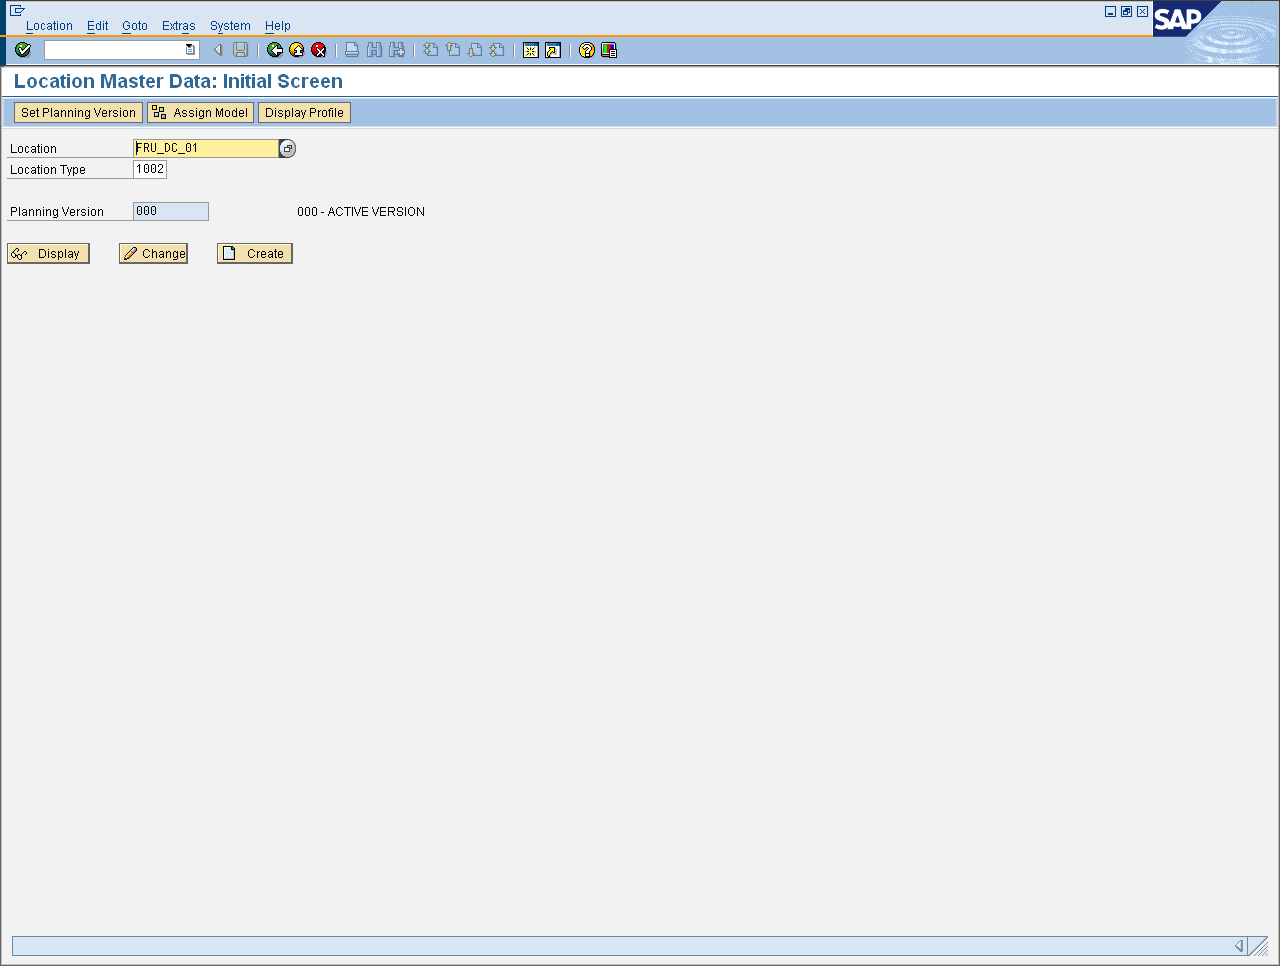 Location Edit Goto Extras System Help
SAP
Location Master Data: Initial Screen
Set Planning Version Assign Model Display Profile
Location FRU_DC_01
Location Type 1002
Planning Version 000 000 - ACTIVE VERSION
Display Change Create